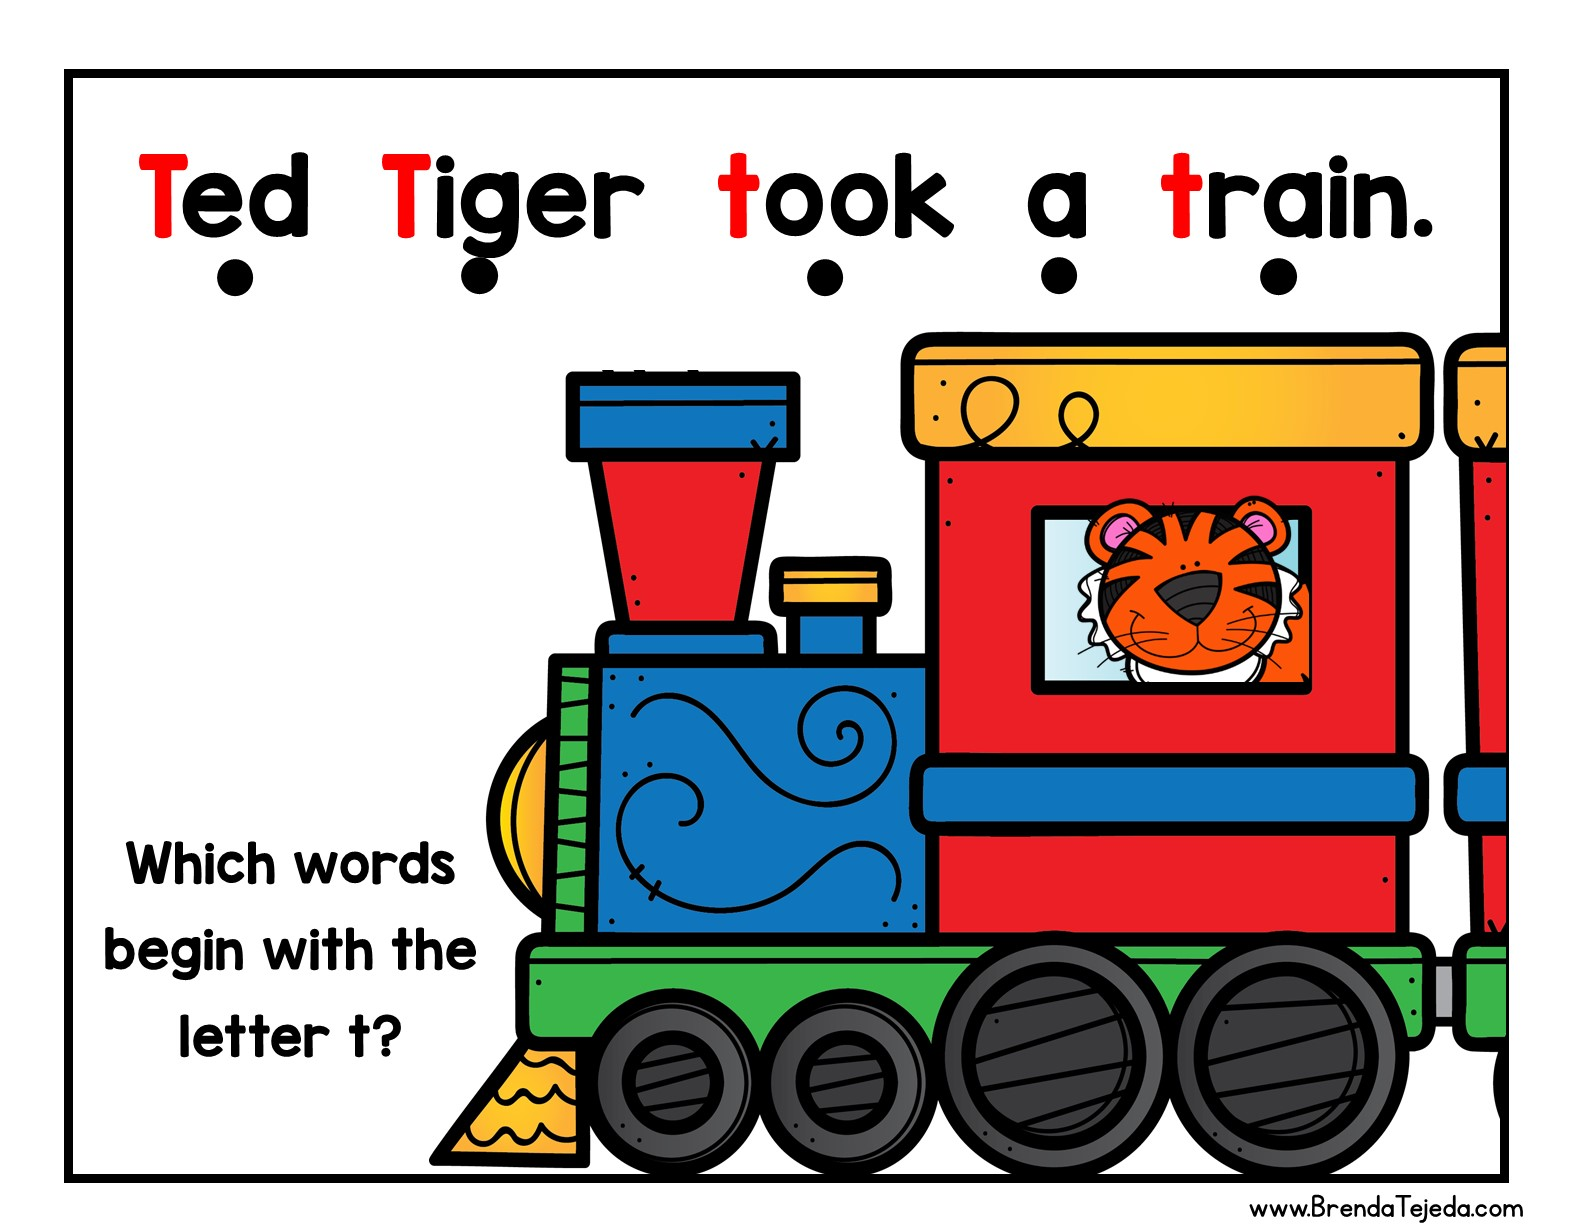 Ted Tiger took a train.
Which words
begin with the
letter t?
www.BrendaTejeda.com